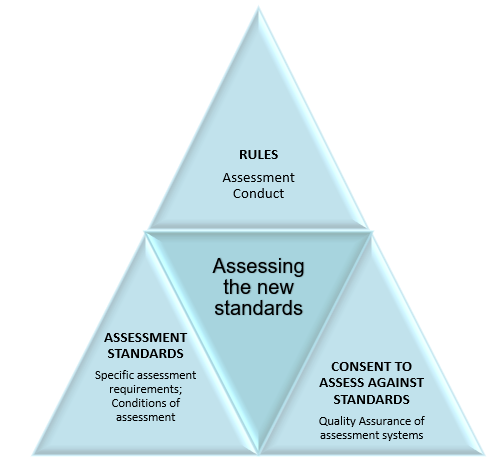 RULES
Assessment
Conduct
Assessing
the new
standards
ASSESSMENT
STANDARDS
Specific assessment
requirements;
Conditions of
assessment
CONSENT TO
ASSESS AGAINST
STANDARDS
Quality Assurance of
assessment systems